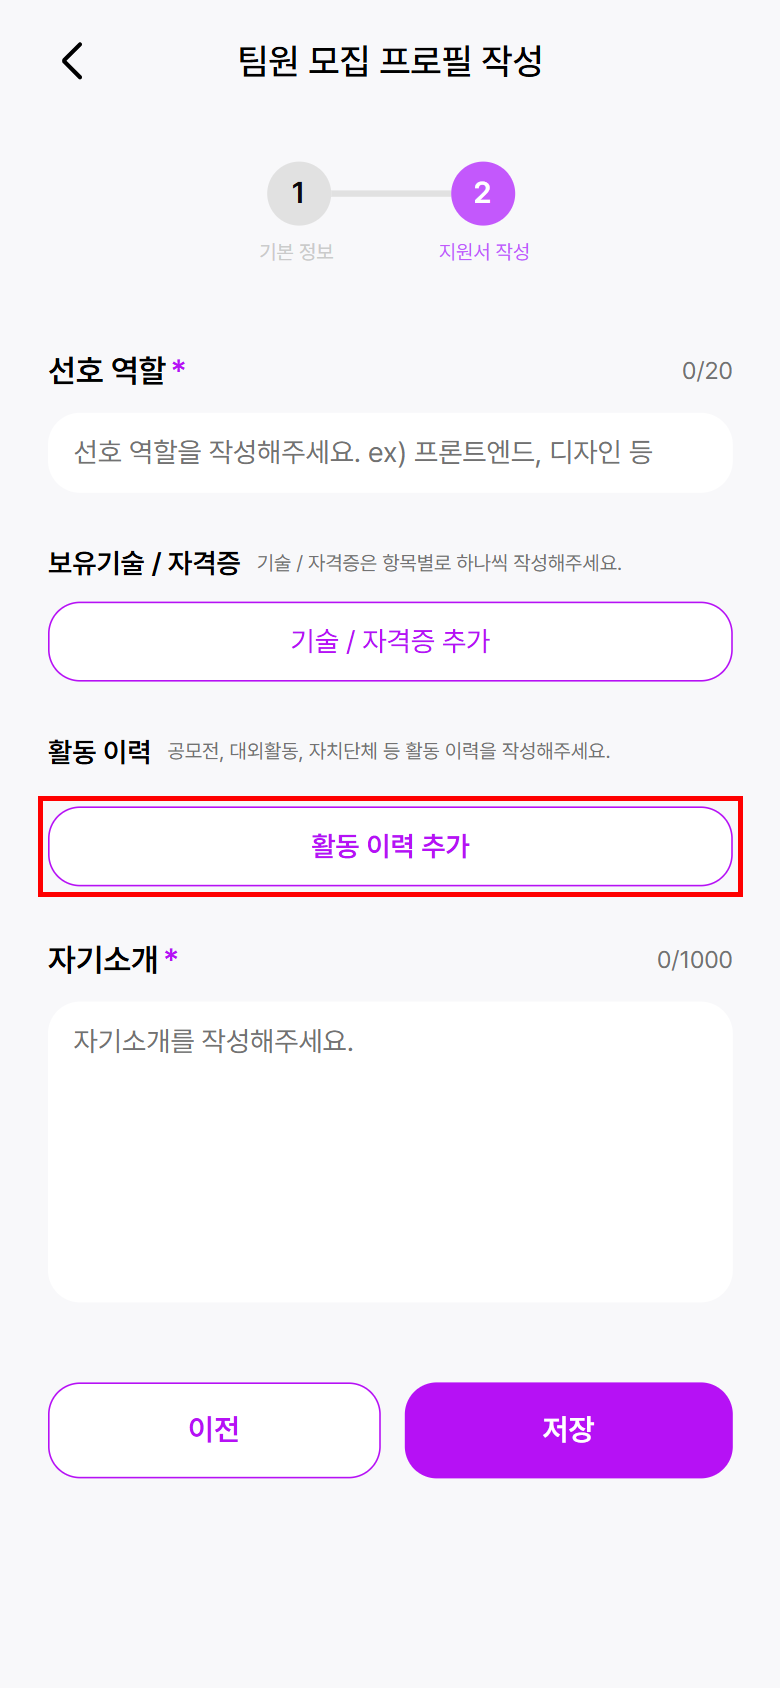 팀원 모집 프로필 작성
1
2
기본 정보
지원서 작성
선호 역할 *
0/20
선호 역할을 작성해주세요. ex) 프론트엔드, 디자인 등
보유기술 / 자격증 기술 / 자격증은 항목별로 하나씩 작성해주세요.
기술 / 자격증 추가
활동 이력 공모전, 대외활동, 자치단체 등 활동 이력을 작성해주세요.
활동 이력 추가
자기소개 *
0/1000
자기소개를 작성해주세요.
이전
저장